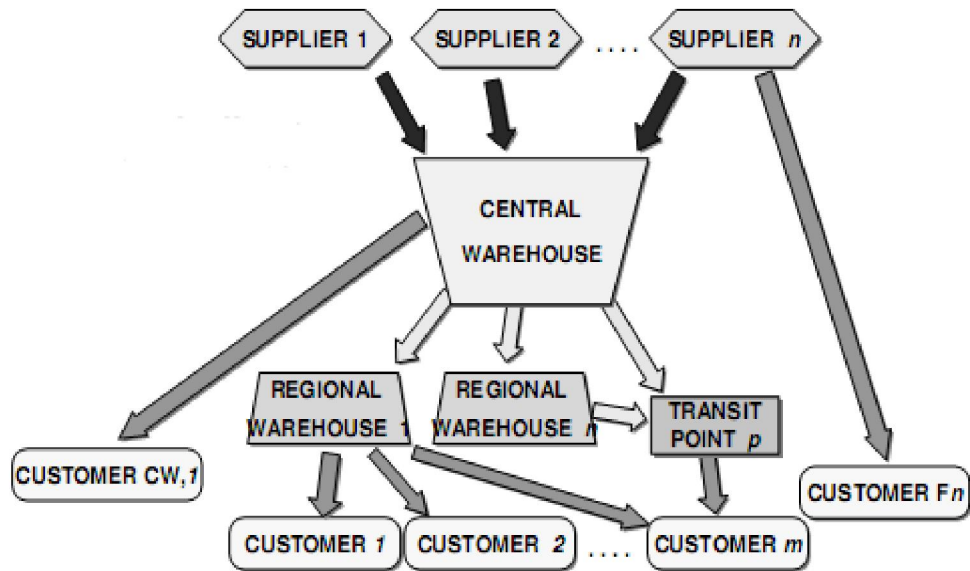 SUPPLIER 1
SUPPLIER 2
....
SUPPLIER n
CENTRAL
WAREHOUSE
REGIONAL
WAREHOUSE 1
REGIONAL
WAREHOUSE n
TRANSIT
POINT p
CUSTOMER CW,1
CUSTOMER Fn
CUSTOMER 1
CUSTOMER 2
....
CUSTOMER m